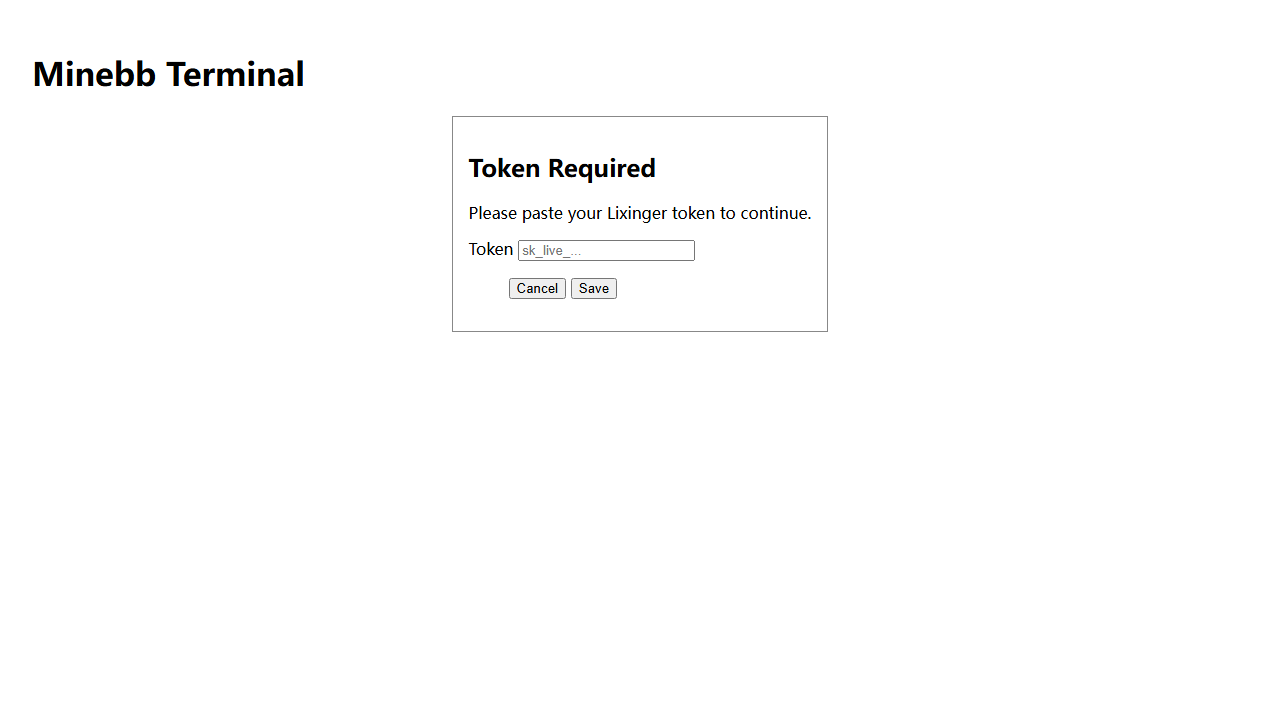 Minebb Terminal
Token Required
Please paste your Lixinger token to continue.
Token sk_live_...
Cancel Save